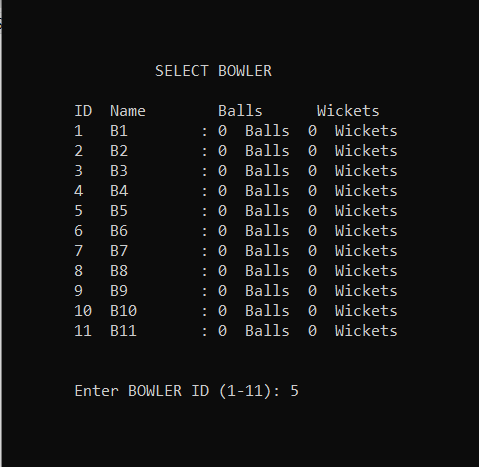 SELECT BOWLER
ID Name Balls Wickets
1 B1 : 0 Balls 0 Wickets
2 B2 : 0 Balls 0 Wickets
3 B3 : 0 Balls 0 Wickets
4 B4 : 0 Balls 0 Wickets
5 B5 : 0 Balls 0 Wickets
6 B6 : 0 Balls 0 Wickets
7 B7 : 0 Balls 0 Wickets
8 B8 : 0 Balls 0 Wickets
9 B9 : 0 Balls 0 Wickets
10 B10 : 0 Balls 0 Wickets
11 B11 : 0 Balls 0 Wickets
Enter BOWLER ID (1-11): 5